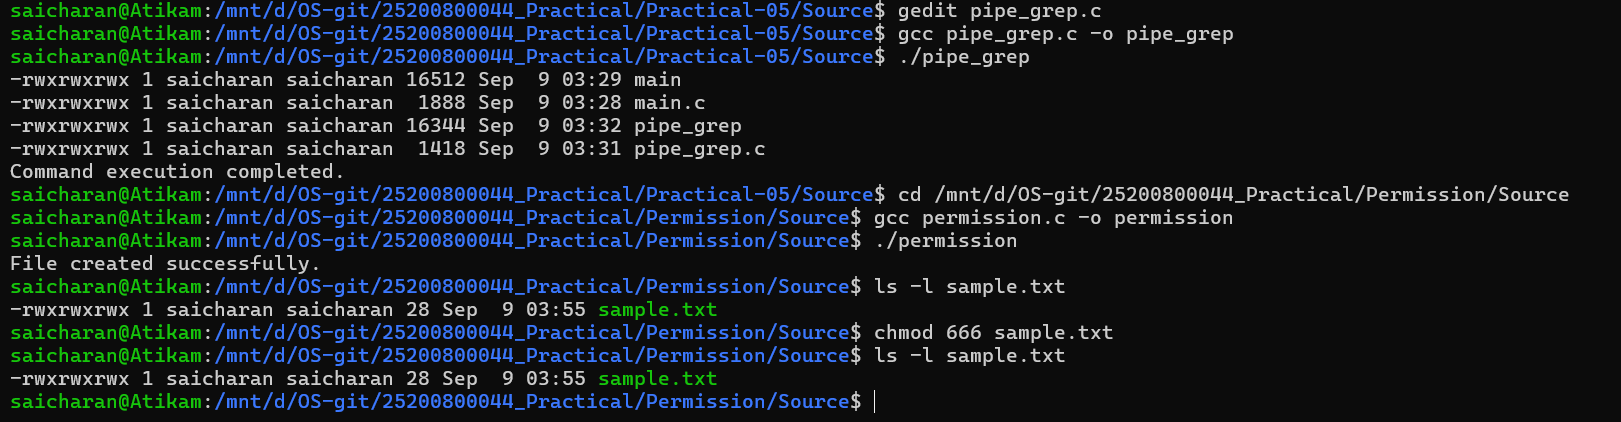 saicharan@Atikam:/mnt/d/OS-git/25200800044_Practical/Practical-05/Source$ gedit pipe_grep.c
saicharan@Atikam:/mnt/d/OS-git/25200800044_Practical/Practical-05/Source$ gcc pipe_grep.c -o pipe_grep
saicharan@Atikam:/mnt/d/OS-git/25200800044_Practical/Practical-05/Source$ ./pipe_grep
-rwxrwxrwx 1 saicharan saicharan 16512 Sep  9 03:29 main
-rwxrwxrwx 1 saicharan saicharan  1888 Sep  9 03:28 main.c
-rwxrwxrwx 1 saicharan saicharan 16344 Sep  9 03:32 pipe_grep
-rwxrwxrwx 1 saicharan saicharan  1418 Sep  9 03:31 pipe_grep.c
Command execution completed.
saicharan@Atikam:/mnt/d/OS-git/25200800044_Practical/Practical-05/Source$ cd /mnt/d/OS-git/25200800044_Practical/Permission/Source
saicharan@Atikam:/mnt/d/OS-git/25200800044_Practical/Permission/Source$ gcc permission.c -o permission
saicharan@Atikam:/mnt/d/OS-git/25200800044_Practical/Permission/Source$ ./permission
File created successfully.
saicharan@Atikam:/mnt/d/OS-git/25200800044_Practical/Permission/Source$ ls -l sample.txt
-rwxrwxrwx 1 saicharan saicharan 28 Sep  9 03:55 sample.txt
saicharan@Atikam:/mnt/d/OS-git/25200800044_Practical/Permission/Source$ chmod 666 sample.txt
saicharan@Atikam:/mnt/d/OS-git/25200800044_Practical/Permission/Source$ ls -l sample.txt
-rwxrwxrwx 1 saicharan saicharan 28 Sep  9 03:55 sample.txt
saicharan@Atikam:/mnt/d/OS-git/25200800044_Practical/Permission/Source$